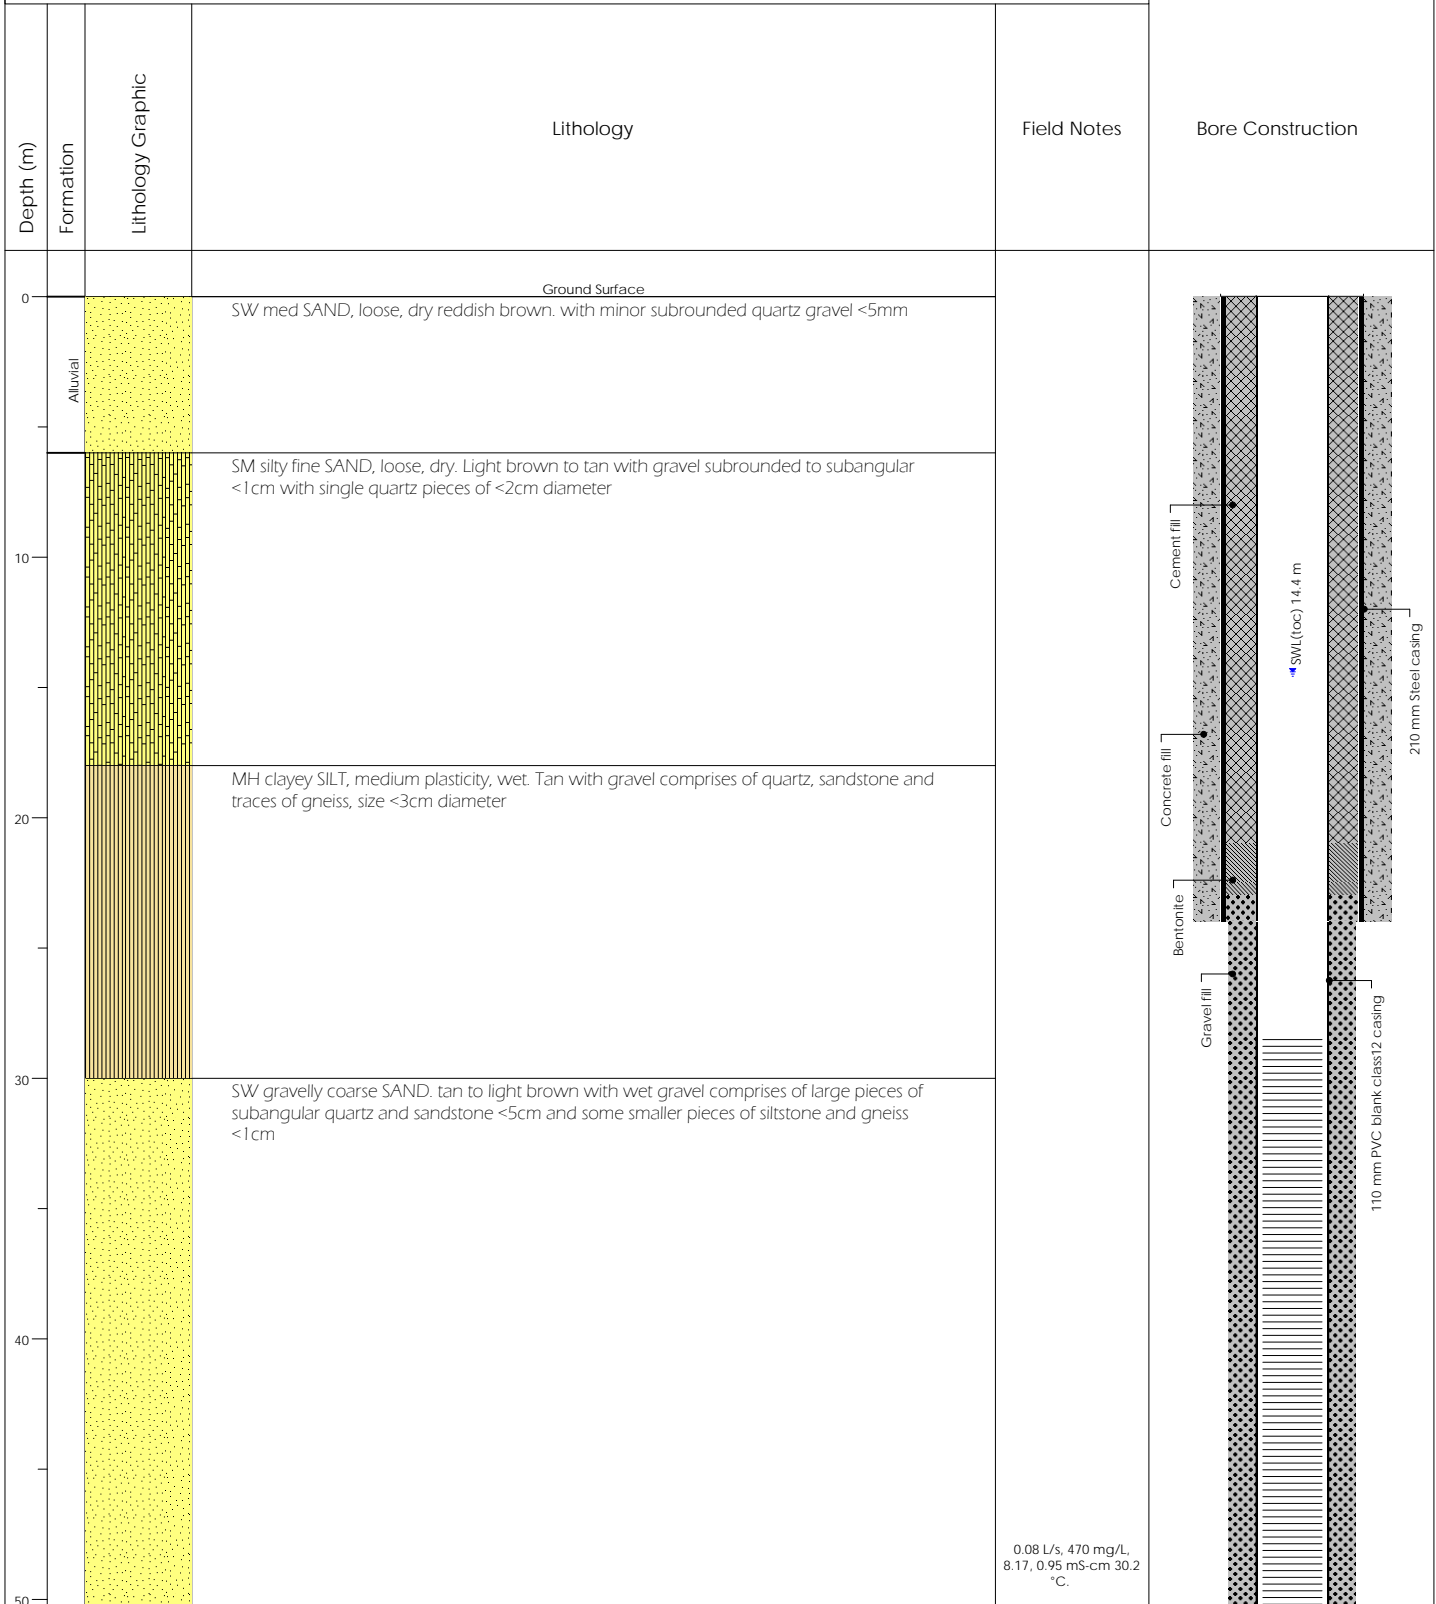 Depth (m)
Formation
Lithology Graphic
Lithology
Field Notes
Bore Construction
Ground Surface
0
SW med SAND, loose, dry reddish brown. with minor subrounded quartz gravel <5mm
Alluvial
SM silty fine SAND, loose, dry. Light brown to tan with gravel subrounded to subangular
<1cm with single quartz pieces of <2cm diameter
10
Cement fill
SWL(toc) 14.4 m
210 mm Steel casing
Concrete fill
MH clayey SILT, medium plasticity, wet. Tan with gravel comprises of quartz, sandstone and
traces of gneiss, size <3cm diameter
20
Bentonite
Gravel fill
110 mm PVC blank class12 casing
30
SW gravelly coarse SAND. tan to light brown with wet gravel comprises of large pieces of
subangular quartz and sandstone <5cm and some smaller pieces of siltstone and gneiss
<1cm
40
0.08 L/s, 470 mg/L,
8.17, 0.95 mS-cm 30.2
°C.
50